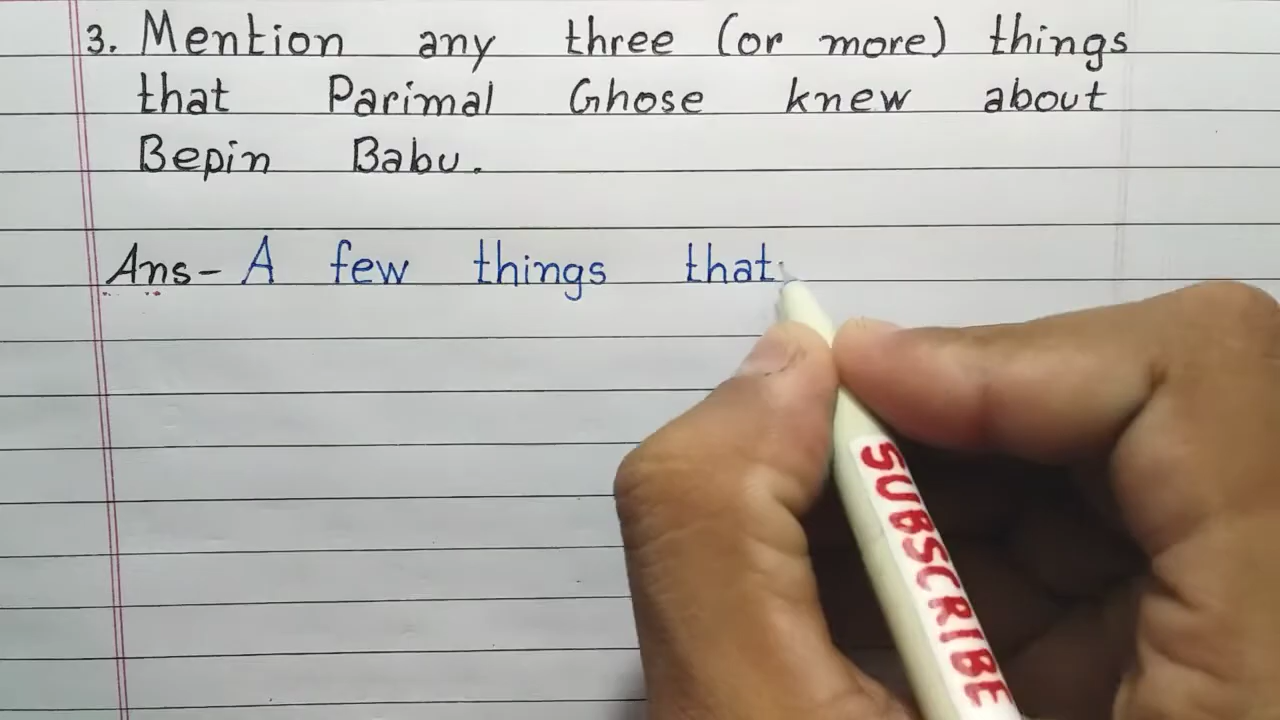 3. Mention any three (or more) things
that Parimal Ghose knew about
Bepin Babu.
Ans- A few things that
SUBSCRIBE